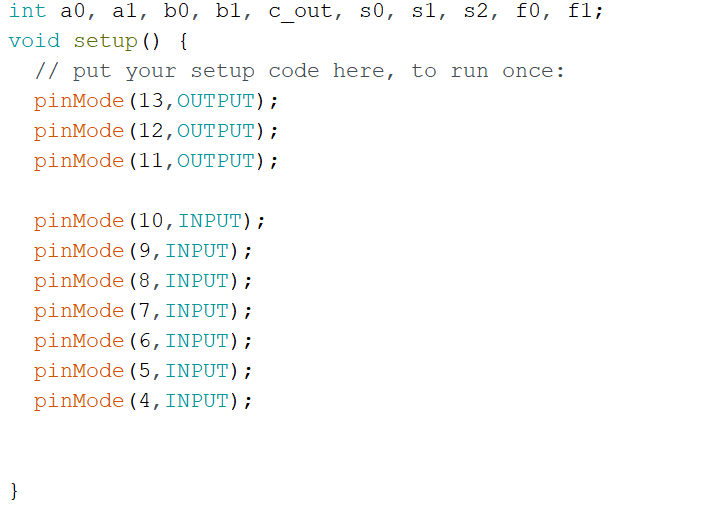 int a0, a1, b0, b1, c_out, s0, s1, s2, f0, f1;
void setup() {
  // put your setup code here, to run once:
  pinMode(13,OUTPUT);
  pinMode(12,OUTPUT);
  pinMode(11,OUTPUT);

  pinMode(10,INPUT);
  pinMode(9,INPUT);
  pinMode(8,INPUT);
  pinMode(7,INPUT);
  pinMode(6,INPUT);
  pinMode(5,INPUT);
  pinMode(4,INPUT);


}